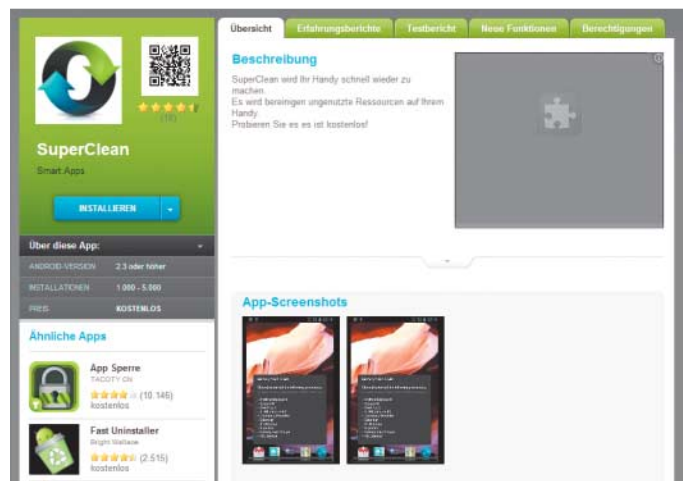 Übersicht
Erfahrungsberichte
Testbericht
Neue Funktionen
Berechtigungen
SuperClean
Smart Apps
INSTALLIEREN
Über diese App:
ANDROID-VERSION 2.3 oder höher
INSTALLATIONEN 1.000 - 5.000
PREIS KOSTENLOS
Ähnliche Apps
App Sperre
TACOTY CN
(10.145)
kostenlos
Fast Uninstaller
Bright Wallace
(2.515)
kostenlos
Beschreibung
SuperClean wird Ihr Handy schnell wieder zu
machen.
Es wird bereinigen ungenutzte Ressourcen auf Ihrem
Handy.
Probieren Sie es es ist kostenlos!
App-Screenshots